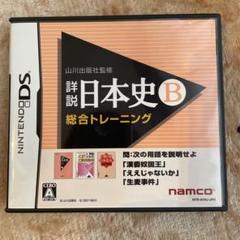 NINTENDO DS
山川出版社監修
詳説日本史B
総合トレーニング
問:次の用語を説明せよ
「漢委奴国王」
「ええじゃないか」
「生麦事件」
CERO
A
namco